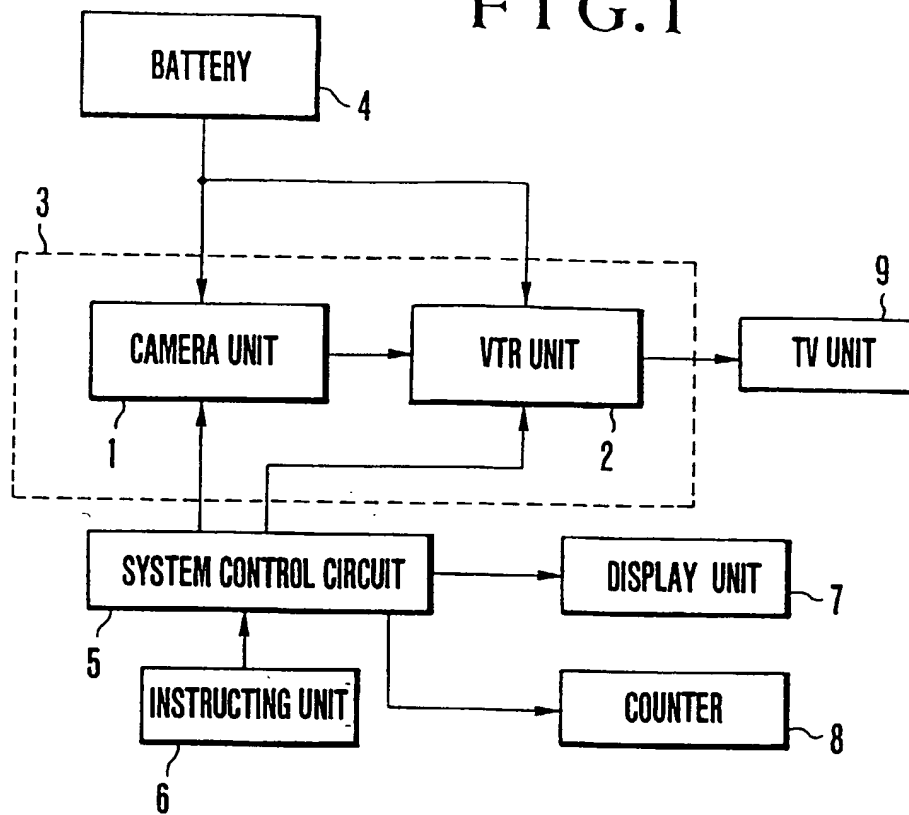 FIG.1
BATTERY
4
3
9
CAMERA UNIT
VTR UNIT
TV UNIT
1
2
SYSTEM CONTROL CIRCUIT
DISPLAY UNIT
7
5
INSTRUCTING UNIT
COUNTER
8
6